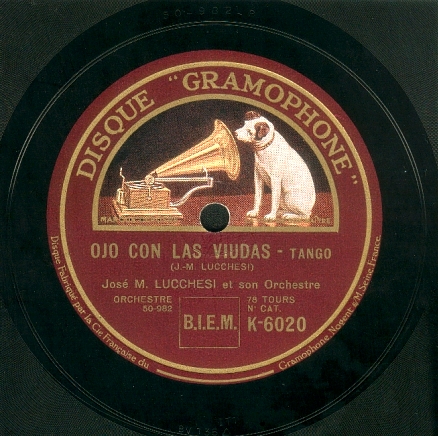 DISQUE "GRAMOPHONE"
OJO CON LAS VIUDAS - TANGO
(J.-M. LUCCHESI)
José M. LUCCHESI et son Orchestre
ORCHESTRE
50-982
B.I.E.M.
78 TOURS
N° CAT.
K-6020
Disque Fabriqué par la Cie Française du Gramophone, Nogent s/ Seine. France